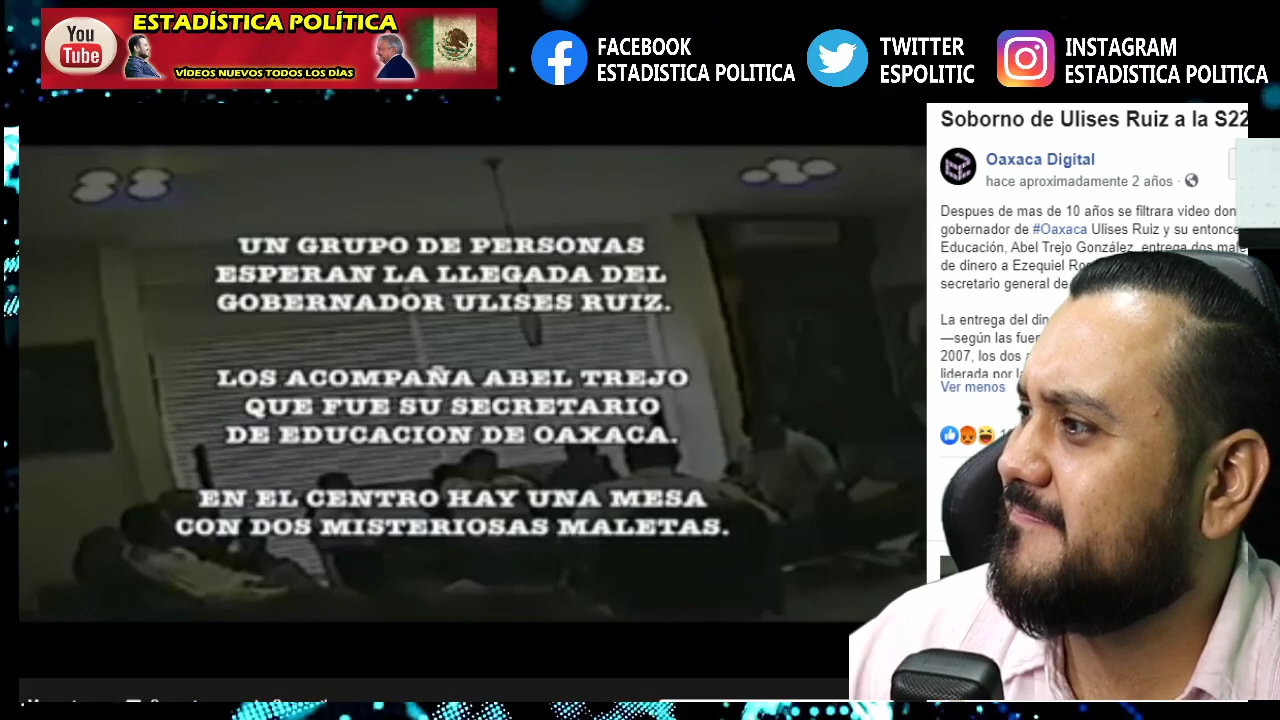 You
Tube
ESTADÍSTICA POLÍTICA
VÍDEOS NUEVOS TODOS LOS DÍAS
FACEBOOK
ESTADISTICA POLITICA
TWITTER
ESPOLITIC
INSTAGRAM
ESTADISTICA POLITICA
UN GRUPO DE PERSONAS
ESPERAN LA LLEGADA DEL
GOBERNADOR ULISES RUIZ.
LOS ACOMPAÑA ABEL TREJO
QUE FUE SU SECRETARIO
DE EDUCACION DE OAXACA.
EN EL CENTRO HAY UNA MESA
CON DOS MISTERIOSAS MALETAS.
Soborno de Ulises Ruiz a la S22
Oaxaca Digital
hace aproximadamente 2 años ·
Despues de mas de 10 años se filtrara video don
gobernador de #Oaxaca Ulises Ruiz y su entonce
Educación, Abel Trejo González, entrega dos male
de dinero a Ezequiel
secretario general de
La entrega del
—según las
2007, los dos
liderada por
Ver menos